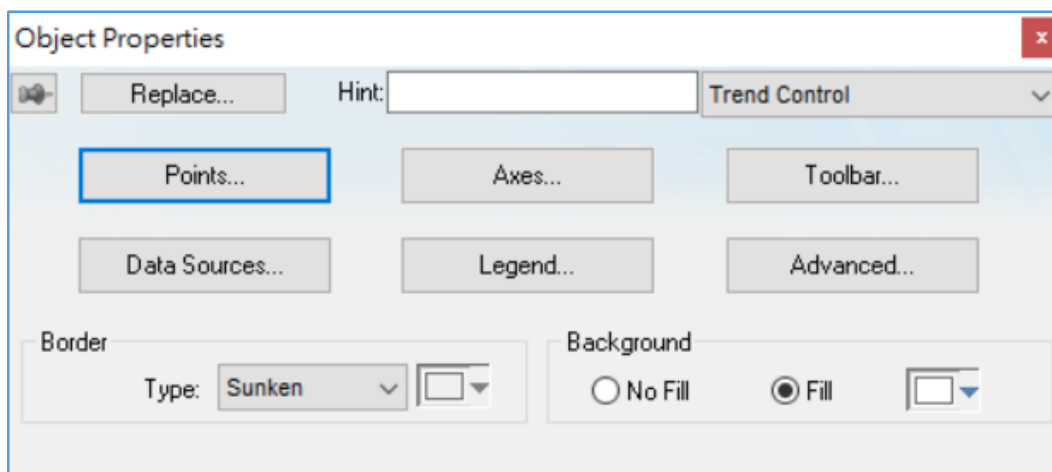 Object Properties
x
Replace... Hint: Trend Control
Points... Axes... Toolbar...
Data Sources... Legend... Advanced...
Border Background
Type: Sunken No Fill Fill